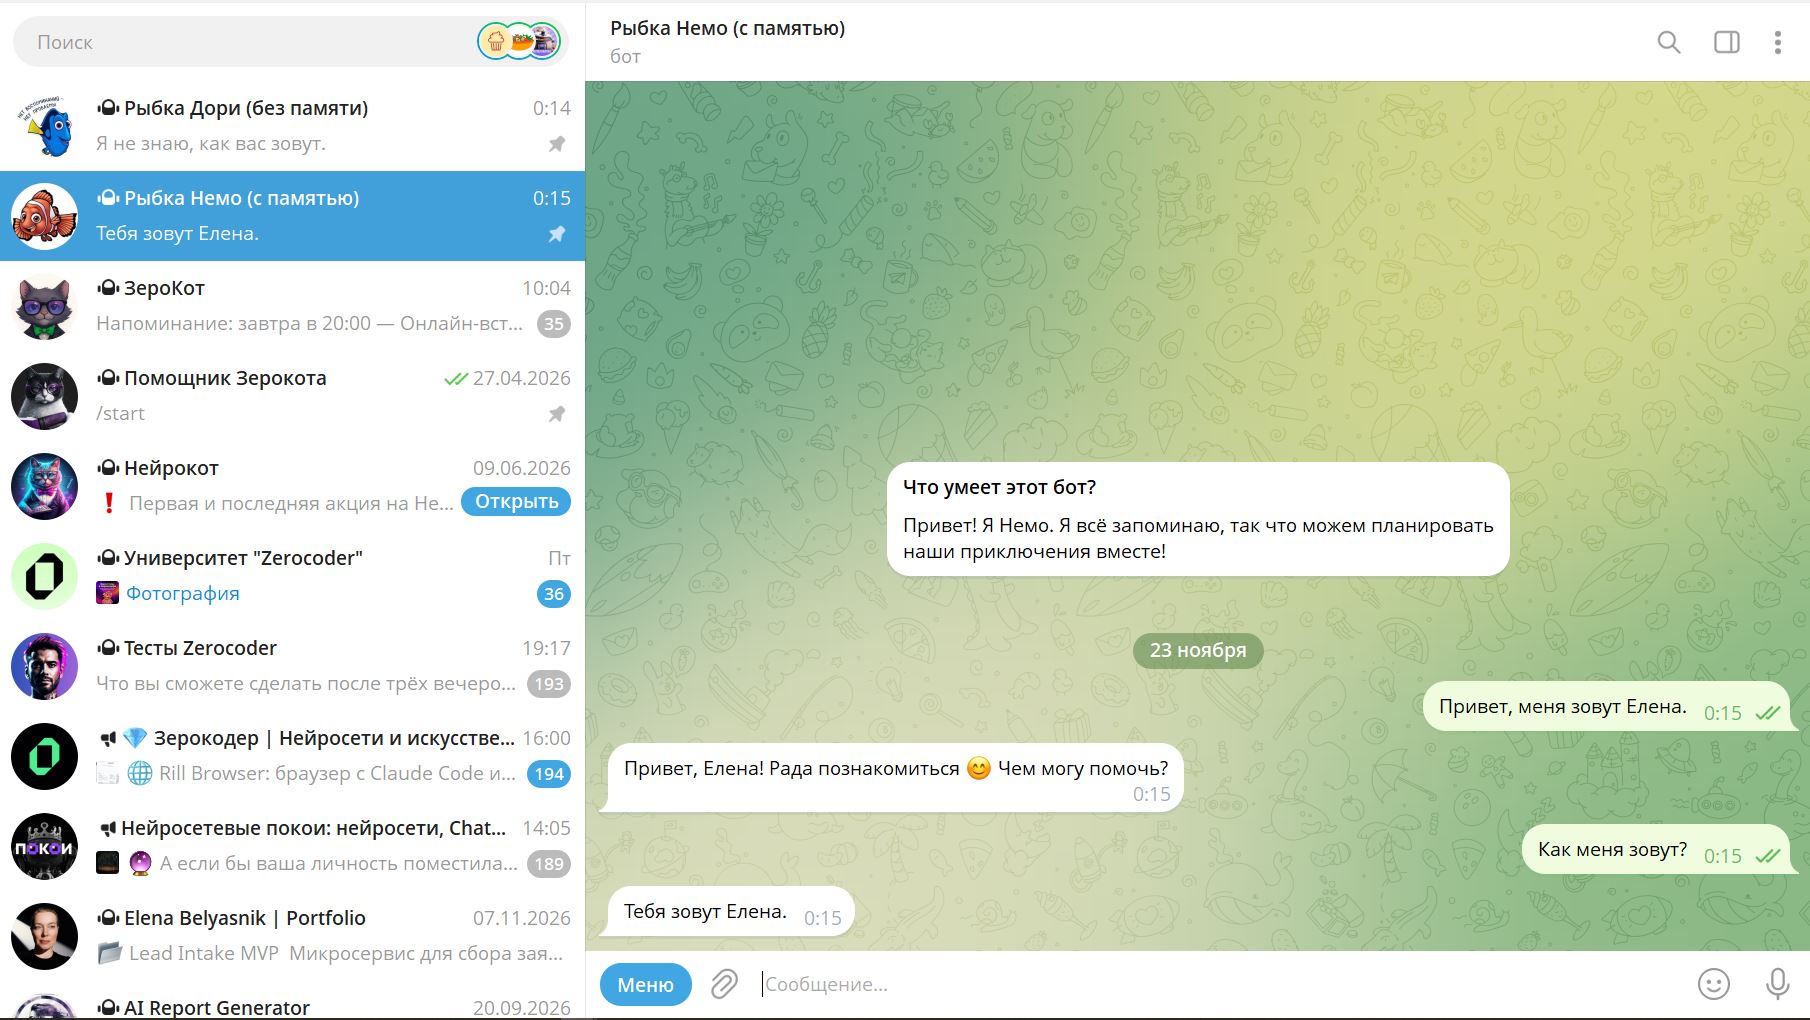 Поиск
Рыбка Дори (без памяти) 0:14
Я не знаю, как вас зовут.
Рыбка Немо (с памятью) 0:15
Тебя зовут Елена.
ЗероКот 10:04
Напоминание: завтра в 20:00 — Онлайн-вст... 35
Помощник Зерокота 27.04.2026
/start
Нейрокот 09.06.2026
Первая и последняя акция на Не... Открыть
Университет "Zerocoder" Пт
Фотография 36
Тесты Zerocoder 19:17
Что вы сможете сделать после трёх вечеро... 193
Зерокодер | Нейросети и искусстве... 16:00
Rill Browser: браузер с Claude Code и... 194
ПОКОИ
Нейросетевые покои: нейросети, Chat... 14:05
А если бы ваша личность поместила... 189
Elena Belyasnik | Portfolio 07.11.2026
Lead Intake MVP Микросервис для сбора зая...
AI Report Generator 20.09.2026
Рыбка Немо (с памятью)
бот
Что умеет этот бот?
Привет! Я Немо. Я всё запоминаю, так что можем планировать
наши приключения вместе!
23 ноября
Привет, меня зовут Елена. 0:15
Привет, Елена! Рада познакомиться 😊 Чем могу помочь?
0:15
Как меня зовут? 0:15
Тебя зовут Елена. 0:15
Меню
Сообщение...